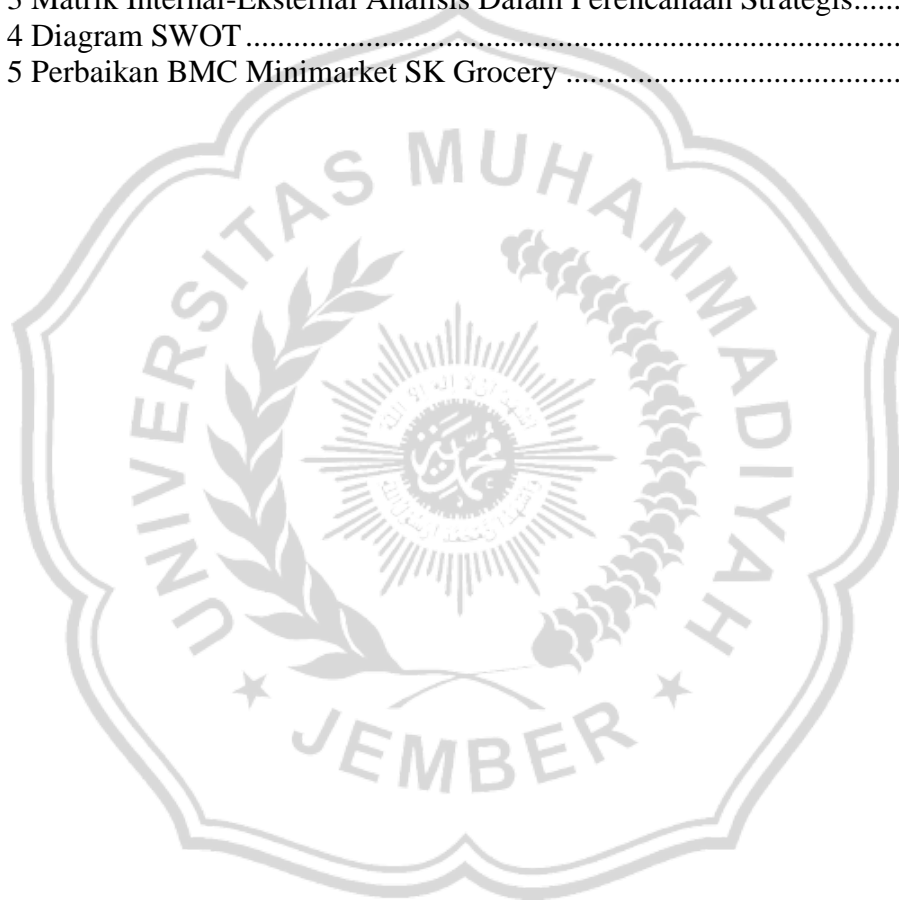 3 Matrik Internal-Eksternal Analisis Dalam Perencanaan Strategis......
4 Diagram SWOT....................................................................................
5 Perbaikan BMC Minimarket SK Grocery ..........................................
UNIVERSITAS MUHAMMADIYAH
JEMBER